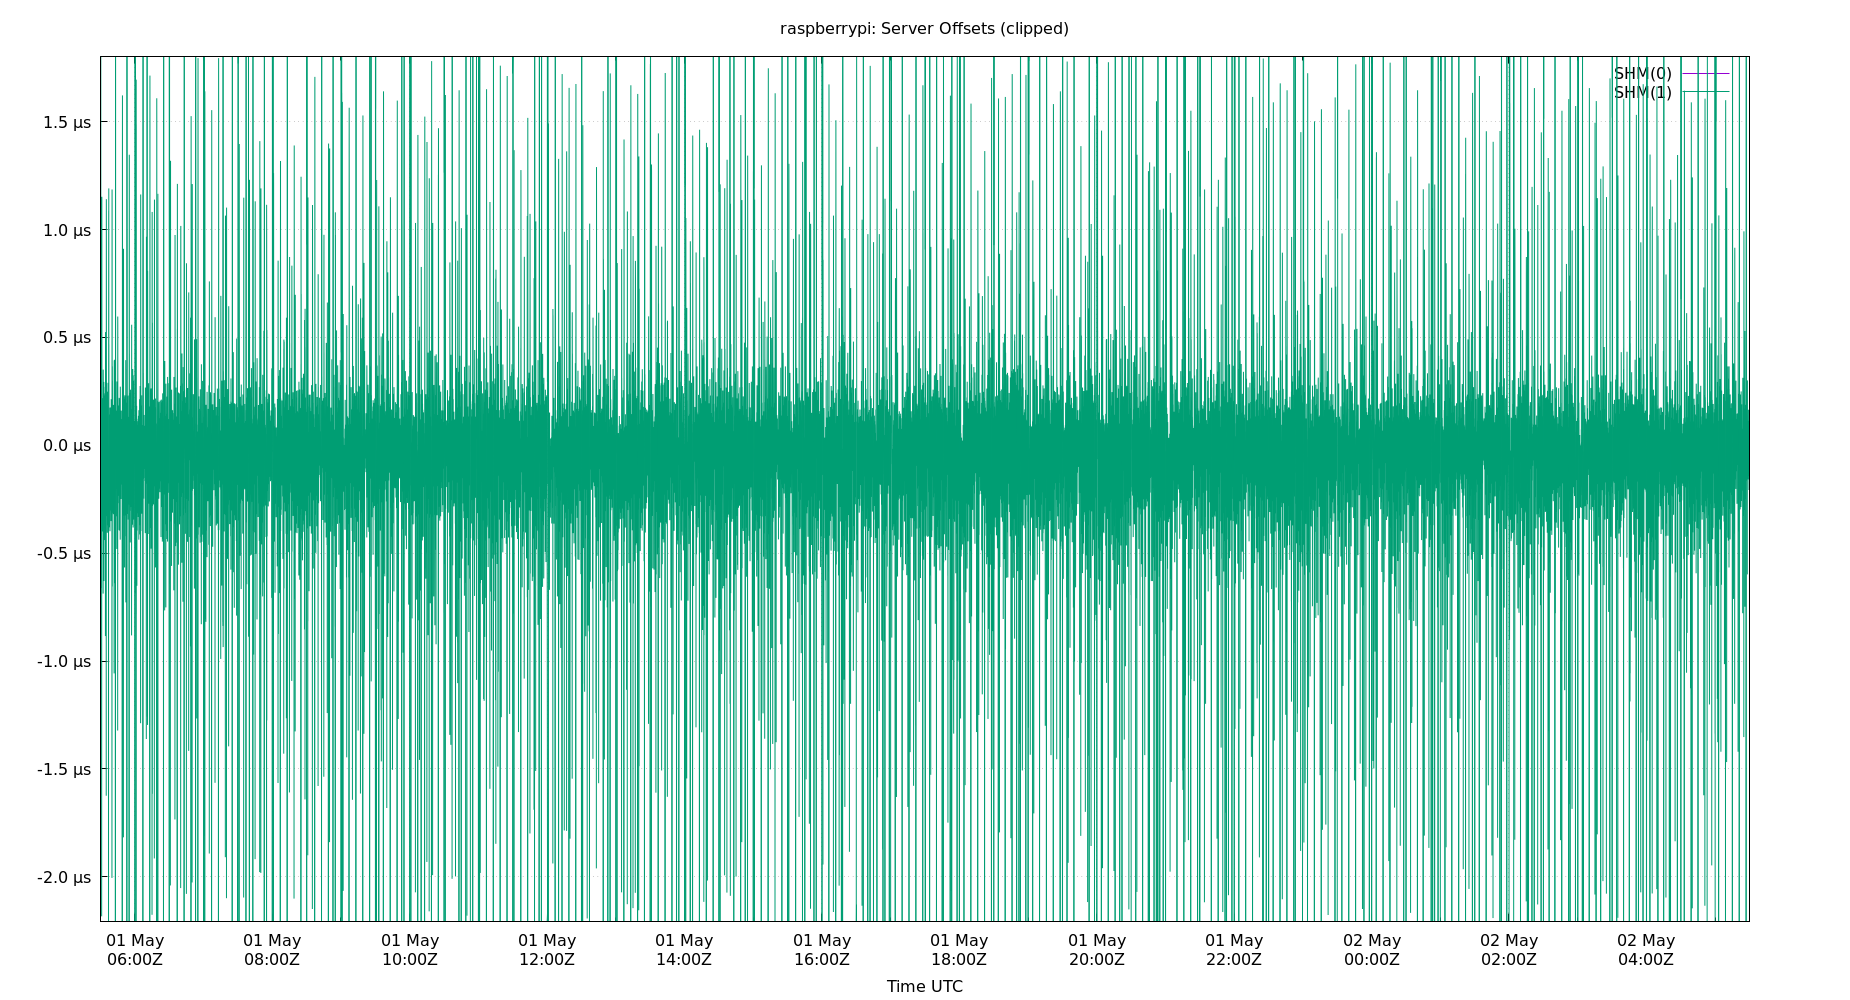 raspberrypi: Server Offsets (clipped)
SHM(0)
SHM(1)
1.5 µs
1.0 µs
0.5 µs
0.0 µs
-0.5 µs
-1.0 µs
-1.5 µs
-2.0 µs
01 May 01 May 01 May 01 May 01 May 01 May 01 May 01 May 01 May 02 May 02 May 02 May
06:00Z 08:00Z 10:00Z 12:00Z 14:00Z 16:00Z 18:00Z 20:00Z 22:00Z 00:00Z 02:00Z 04:00Z
Time UTC